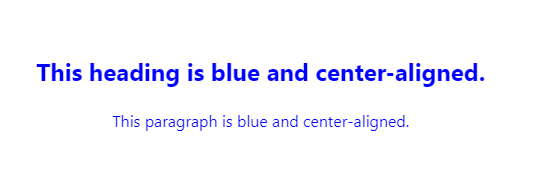 This heading is blue and center-aligned.
This paragraph is blue and center-aligned.